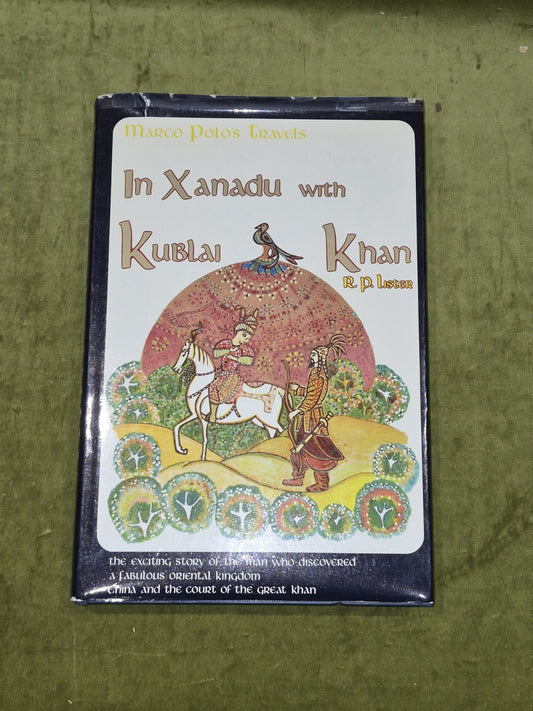 Marco Polo's Travels
In Xanadu with
Kublai Khan
R. P. Lister
the exciting story of the man who discovered
a fabulous oriental kingdom
China and the court of the great khan